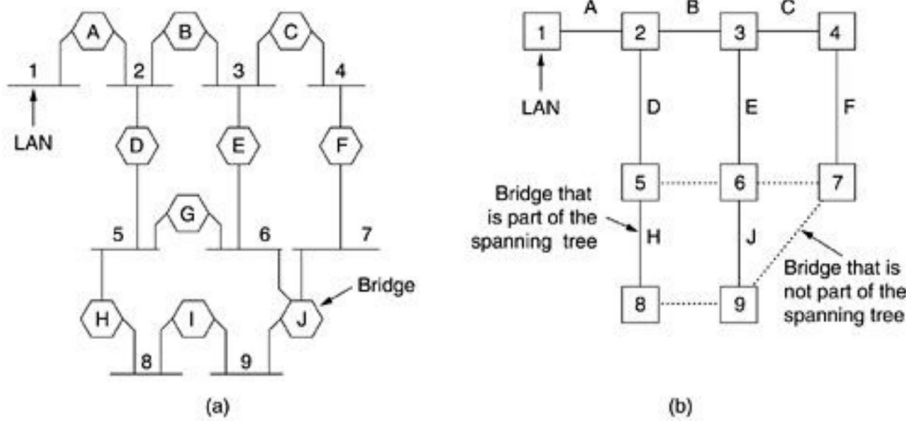 A
B
C
1
2
3
4
LAN
D
E
F
G
5
6
7
Bridge
H
I
J
8
9
(a)
A
B
C
1
2
3
4
LAN
D
E
F
5
6
7
Bridge that
is part of the
spanning tree
H
J
Bridge that is
not part of the
spanning tree
8
9
(b)